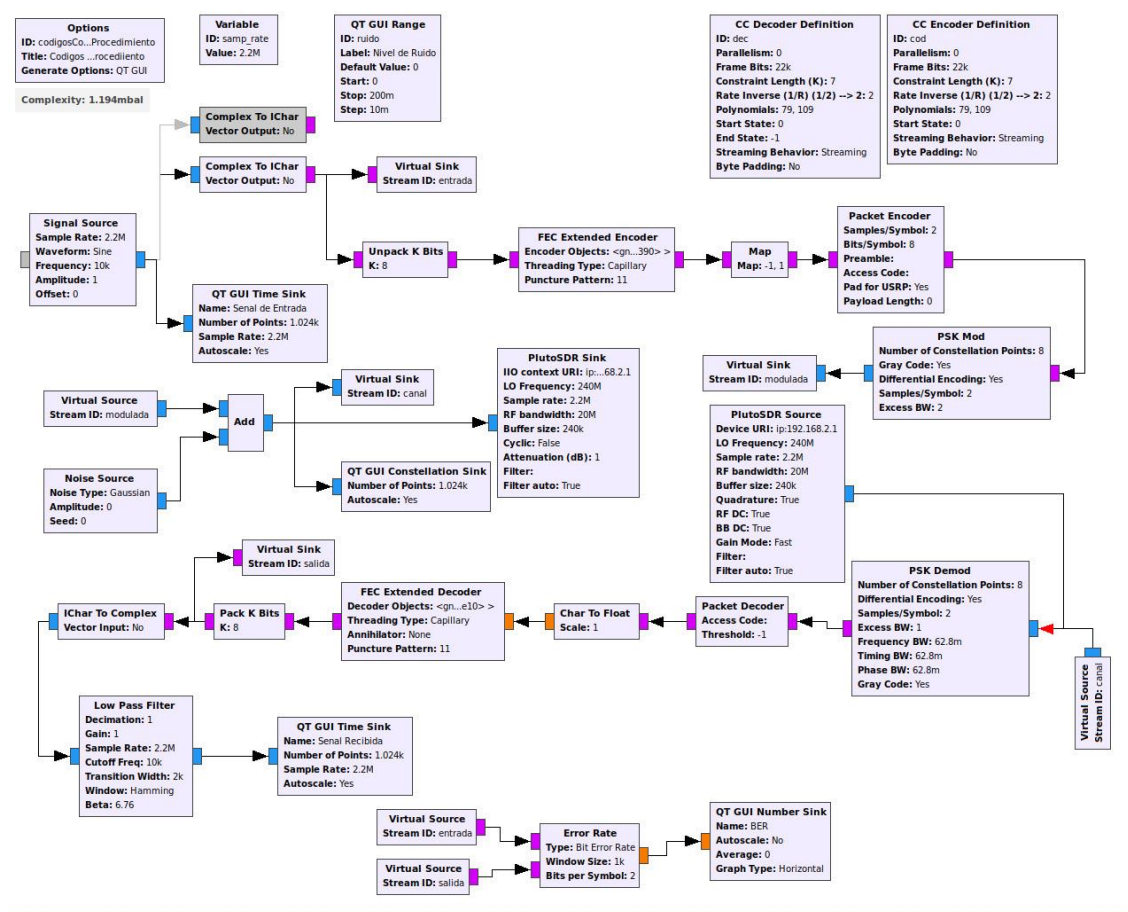 Options
ID: codigosCo...Procedimiento
Title: Codigos ...rocediiento
Generate Options: QT GUI
Complexity: 1.194mbal
Variable
ID: samp_rate
Value: 2.2M
QT GUI Range
ID: ruido
Label: Nivel de Ruido
Default Value: 0
Start: 0
Stop: 200m
Step: 10m
CC Decoder Definition
ID: dec
Parallelism: 0
Frame Bits: 22k
Constraint Length (K): 7
Rate Inverse (1/R) (1/2) --> 2: 2
Polynomials: 79, 109
Start State: 0
End State: -1
Streaming Behavior: Streaming
Byte Padding: No
CC Encoder Definition
ID: cod
Parallelism: 0
Frame Bits: 22k
Constraint Length (K): 7
Rate Inverse (1/R) (1/2) --> 2: 2
Polynomials: 79, 109
Start State: 0
Streaming Behavior: Streaming
Byte Padding: No
Complex To IChar
Vector Output: No
Complex To IChar
Vector Output: No
Virtual Sink
Stream ID: entrada
Signal Source
Sample Rate: 2.2M
Waveform: Sine
Frequency: 10k
Amplitude: 1
Offset: 0
Unpack K Bits
K: 8
FEC Extended Encoder
Encoder Objects: <gn...390> >
Threading Type: Capillary
Puncture Pattern: 11
Map
Map: -1, 1
Packet Encoder
Samples/Symbol: 2
Bits/Symbol: 8
Preamble:
Access Code:
Pad for USRP: Yes
Payload Length: 0
QT GUI Time Sink
Name: Senal de Entrada
Number of Points: 1.024k
Sample Rate: 2.2M
Autoscale: Yes
PSK Mod
Number of Constellation Points: 8
Gray Code: Yes
Differential Encoding: Yes
Samples/Symbol: 2
Excess BW: 2
Virtual Sink
Stream ID: modulada
Virtual Source
Stream ID: modulada
Add
Virtual Sink
Stream ID: canal
PlutoSDR Sink
IIO context URI: ip:...68.2.1
LO Frequency: 240M
Sample rate: 2.2M
RF bandwidth: 20M
Buffer size: 240k
Cyclic: False
Attenuation (dB): 1
Filter:
Filter auto: True
PlutoSDR Source
Device URI: ip:192.168.2.1
LO Frequency: 240M
Sample rate: 2.2M
RF bandwidth: 20M
Buffer size: 240k
Quadrature: True
RF DC: True
BB DC: True
Gain Mode: Fast
Filter:
Filter auto: True
Noise Source
Noise Type: Gaussian
Amplitude: 0
Seed: 0
QT GUI Constellation Sink
Number of Points: 1.024k
Autoscale: Yes
Virtual Sink
Stream ID: salida
IChar To Complex
Vector Input: No
Pack K Bits
K: 8
FEC Extended Decoder
Decoder Objects: <gn...e10> >
Threading Type: Capillary
Annihilator: None
Puncture Pattern: 11
Char To Float
Scale: 1
Packet Decoder
Access Code:
Threshold: -1
PSK Demod
Number of Constellation Points: 8
Differential Encoding: Yes
Samples/Symbol: 2
Excess BW: 1
Frequency BW: 62.8m
Timing BW: 62.8m
Phase BW: 62.8m
Gray Code: Yes
Virtual Source
Stream ID: canal
Low Pass Filter
Decimation: 1
Gain: 1
Sample Rate: 2.2M
Cutoff Freq: 10k
Transition Width: 2k
Window: Hamming
Beta: 6.76
QT GUI Time Sink
Name: Senal Recibida
Number of Points: 1.024k
Sample Rate: 2.2M
Autoscale: Yes
Virtual Source
Stream ID: entrada
Virtual Source
Stream ID: salida
Error Rate
Type: Bit Error Rate
Window Size: 1k
Bits per Symbol: 2
QT GUI Number Sink
Name: BER
Autoscale: No
Average: 0
Graph Type: Horizontal